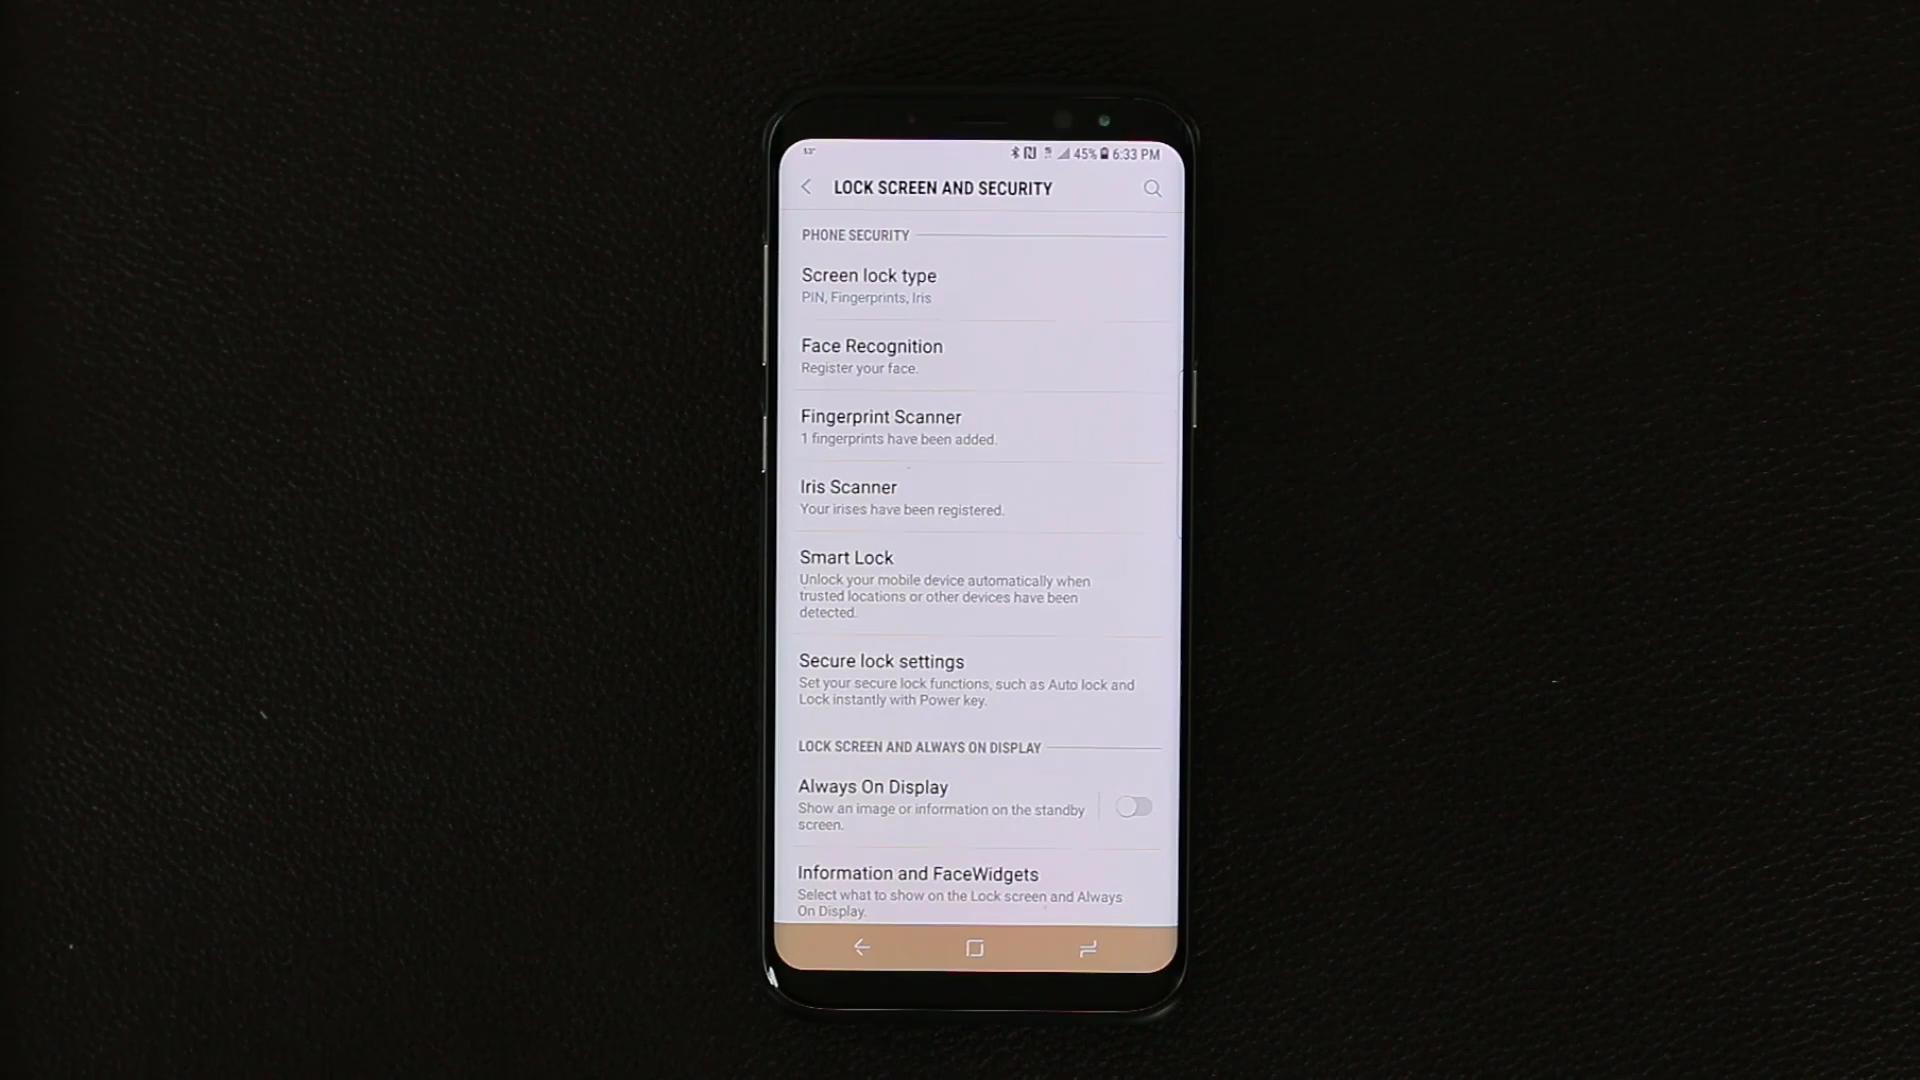 53°
45% 6:33 PM
LOCK SCREEN AND SECURITY
PHONE SECURITY
Screen lock type
PIN, Fingerprints, Iris
Face Recognition
Register your face.
Fingerprint Scanner
1 fingerprints have been added.
Iris Scanner
Your irises have been registered.
Smart Lock
Unlock your mobile device automatically when
trusted locations or other devices have been
detected.
Secure lock settings
Set your secure lock functions, such as Auto lock and
Lock instantly with Power key.
LOCK SCREEN AND ALWAYS ON DISPLAY
Always On Display
Show an image or information on the standby
screen.
Information and FaceWidgets
Select what to show on the Lock screen and Always
On Display.